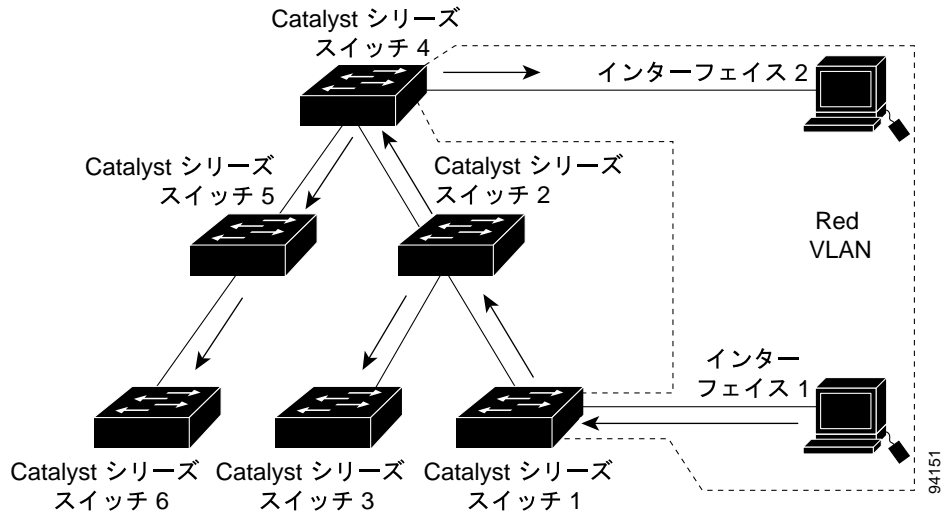 Catalyst シリーズ
スイッチ 4
インターフェイス 2
Catalyst シリーズ
スイッチ 5
Catalyst シリーズ
スイッチ 2
Red
VLAN
インター
フェイス 1
Catalyst シリーズ
スイッチ 6
Catalyst シリーズ
スイッチ 3
Catalyst シリーズ
スイッチ 1
94151